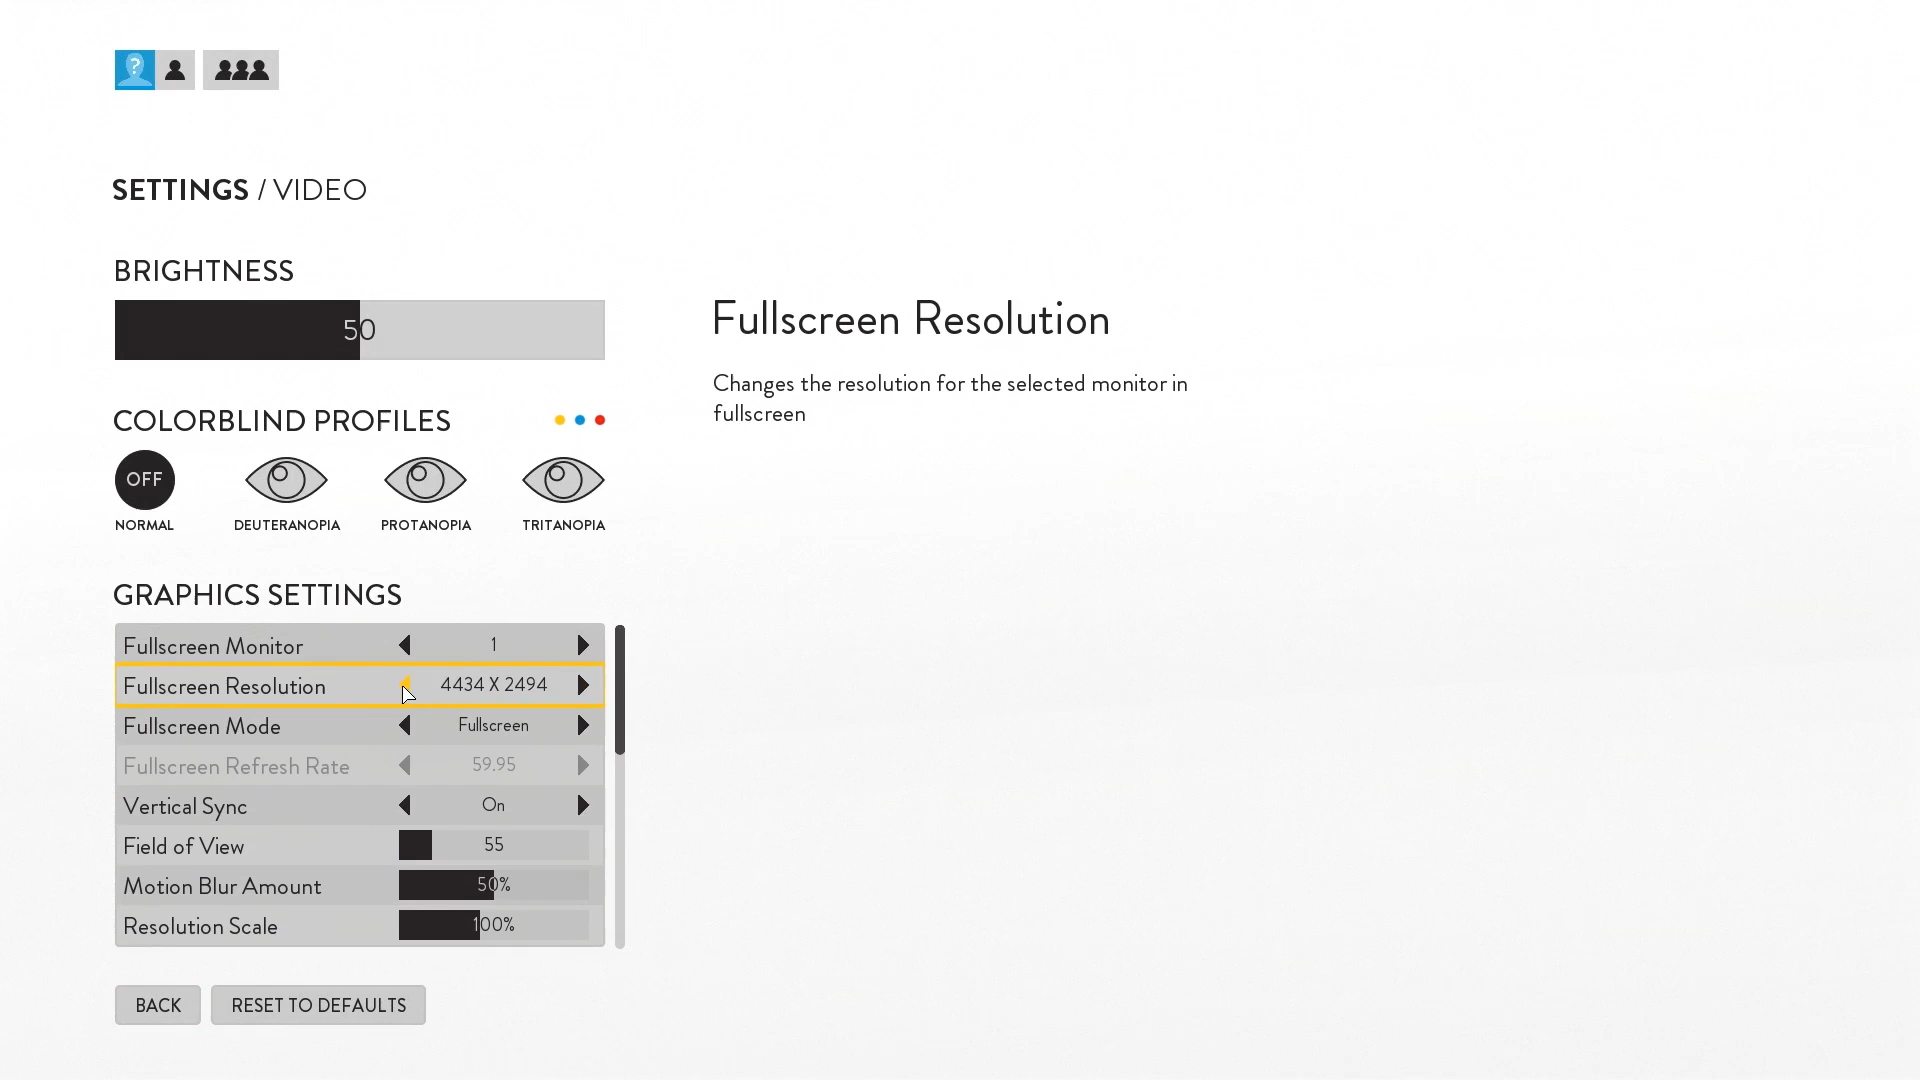 ?
SETTINGS / VIDEO
BRIGHTNESS
50
COLORBLIND PROFILES
OFF
NORMAL DEUTERANOPIA PROTANOPIA TRITANOPIA
Fullscreen Resolution
Changes the resolution for the selected monitor in
fullscreen
GRAPHICS SETTINGS
Fullscreen Monitor 1
Fullscreen Resolution 4434 X 2494
Fullscreen Mode Fullscreen
Fullscreen Refresh Rate 59.95
Vertical Sync On
Field of View 55
Motion Blur Amount 50%
Resolution Scale 100%
BACK RESET TO DEFAULTS